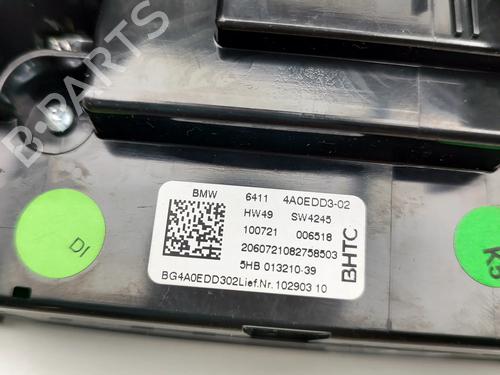 B-PARTS
BMW 6411 4A0EDD3-02
HW49 SW4245
100721 006518
2060721082758503
5HB 013210-39
BG4A0EDD302Lief.Nr.102903 10
BHTC
DI